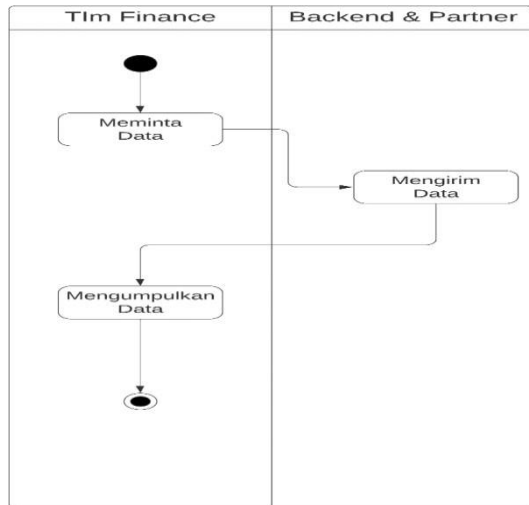 TIm Finance
Backend & Partner
Meminta
Data
Mengirim
Data
Mengumpulkan
Data